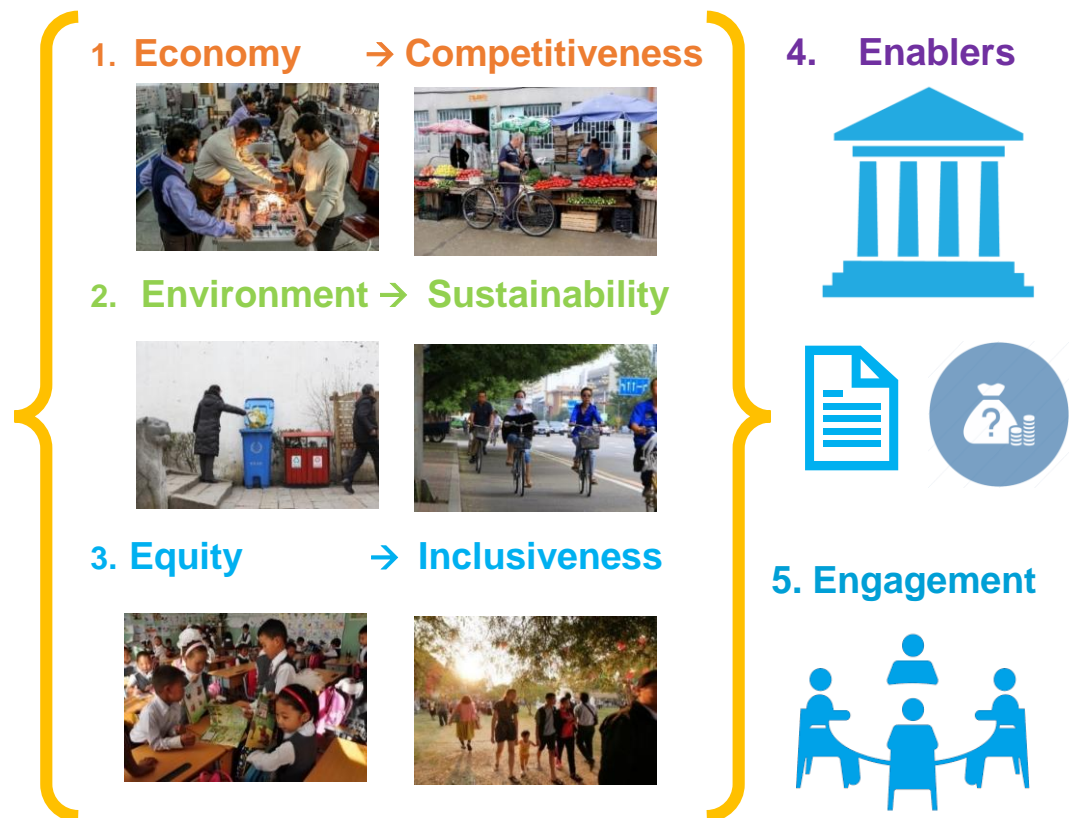 1. Economy → Competitiveness
2. Environment → Sustainability
3. Equity → Inclusiveness
4. Enablers
?
5. Engagement